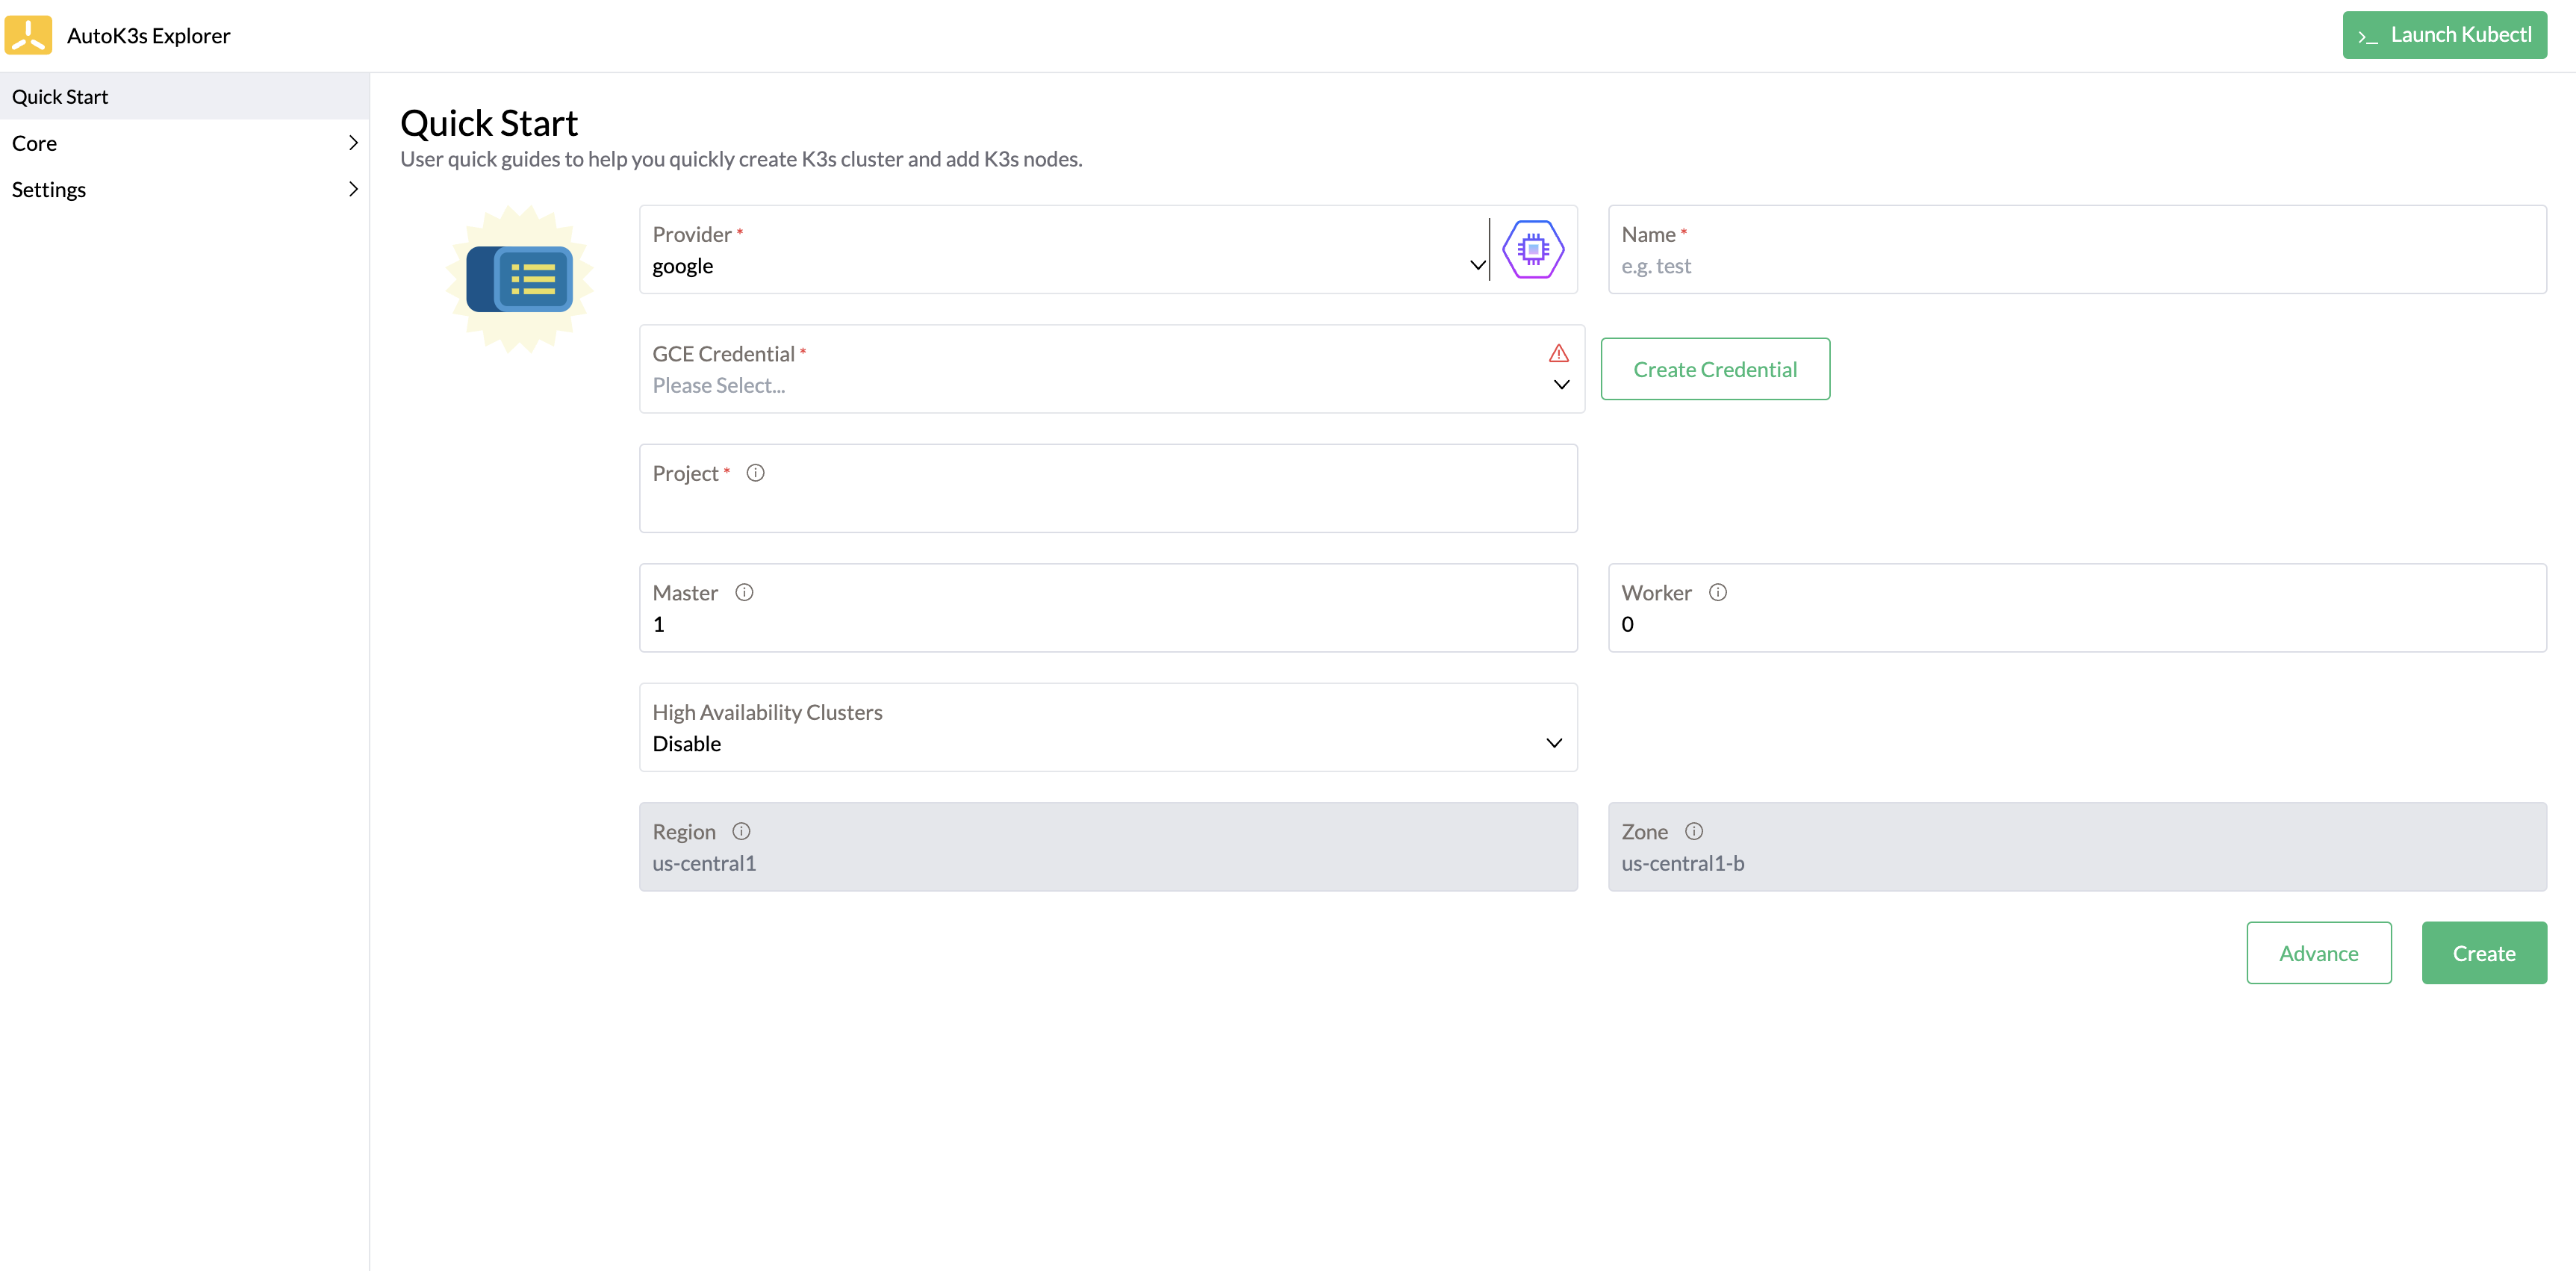 AutoK3s Explorer
>_ Launch Kubectl
Quick Start
Core
Settings
Quick Start
User quick guides to help you quickly create K3s cluster and add K3s nodes.
Provider *
google
Name *
e.g. test
GCE Credential *
Please Select...
Create Credential
Project *
Master
1
Worker
0
High Availability Clusters
Disable
Region
us-central1
Zone
us-central1-b
Advance
Create